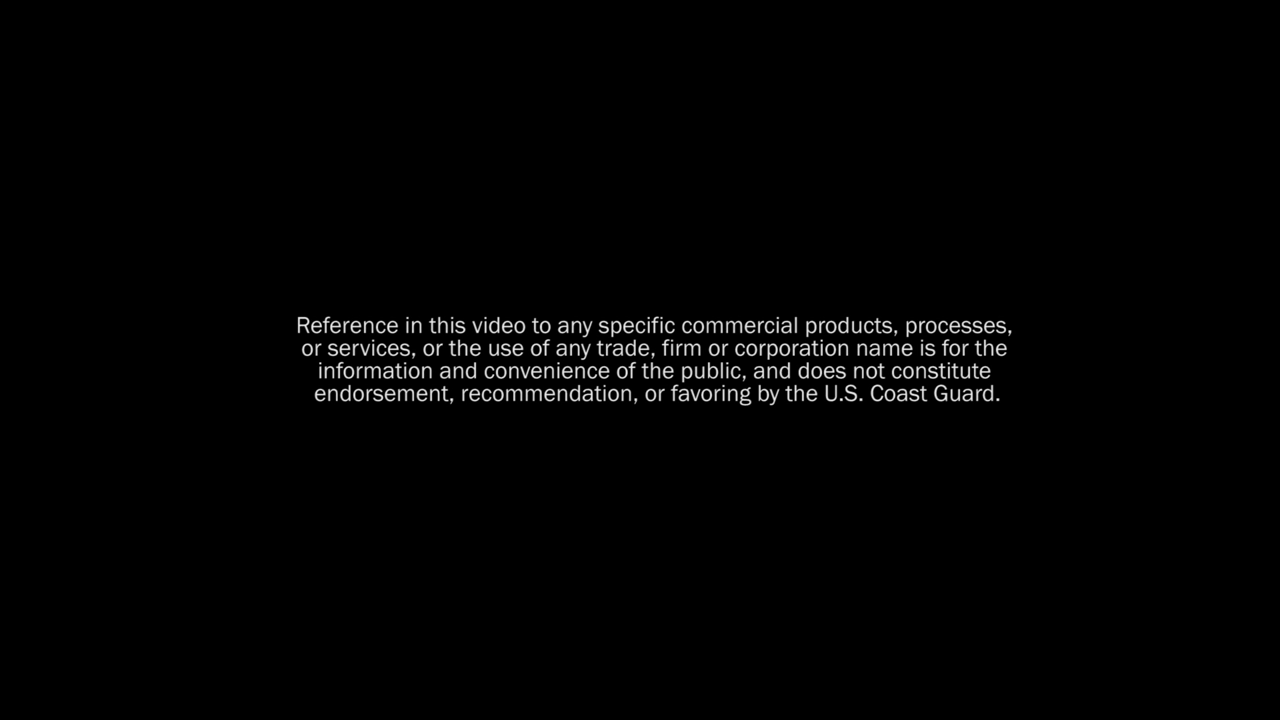 Reference in this video to any specific commercial products, processes,
or services, or the use of any trade, firm or corporation name is for the
information and convenience of the public, and does not constitute
endorsement, recommendation, or favoring by the U.S. Coast Guard.